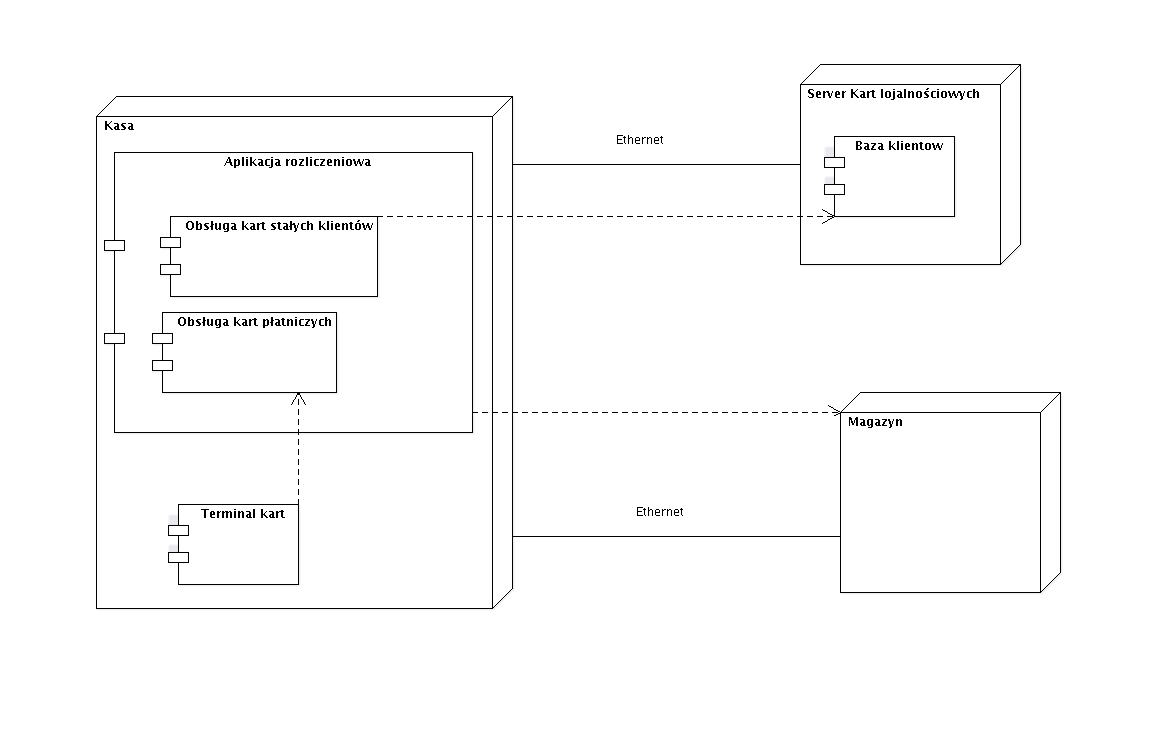 Kasa
Aplikacja rozliczeniowa
Obsługa kart stałych klientów
Obsługa kart płatniczych
Terminal kart
Ethernet
Server Kart lojalnościowych
Baza klientow
Magazyn
Ethernet